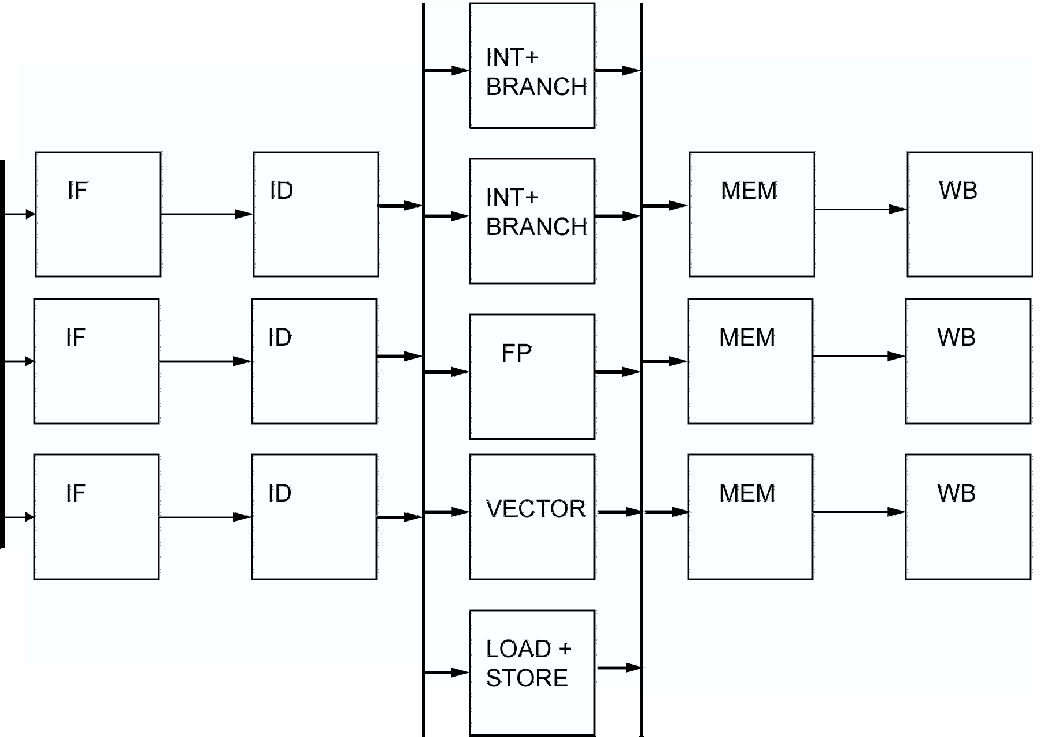 INT+
BRANCH
IF
ID
INT+
BRANCH
MEM
WB
IF
ID
FP
MEM
WB
IF
ID
VECTOR
MEM
WB
LOAD +
STORE